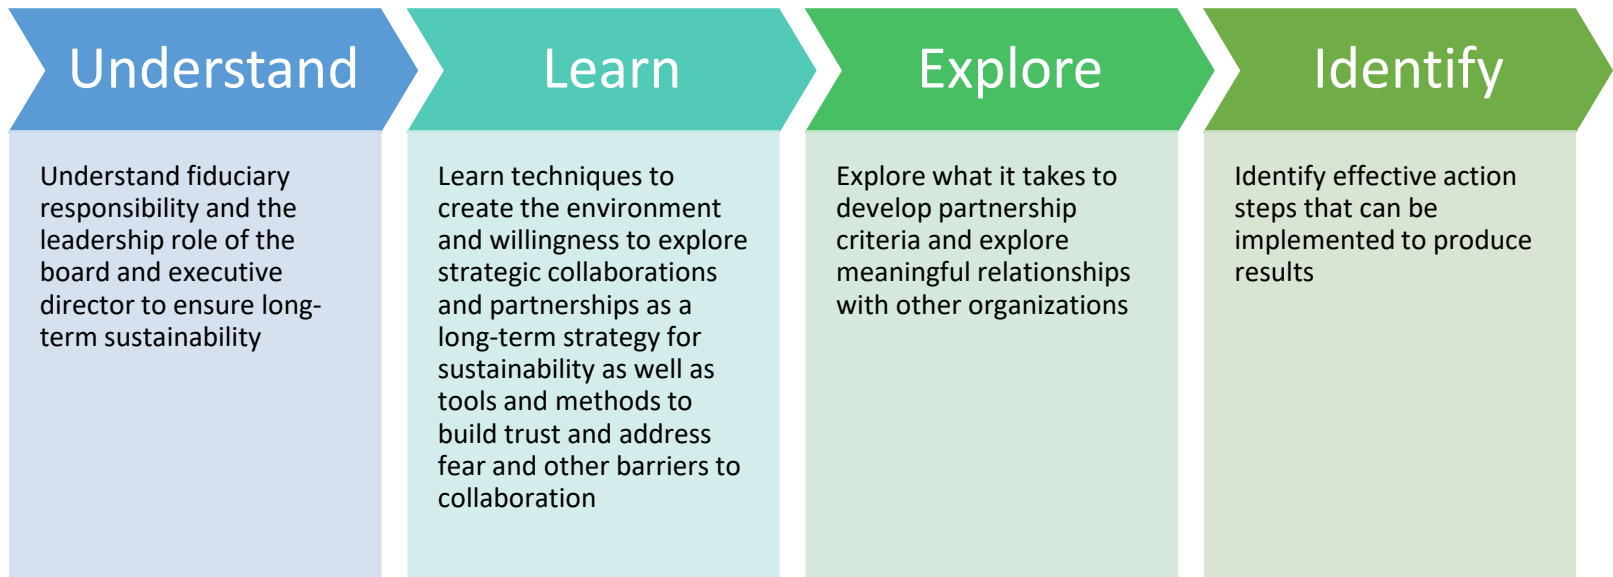 Understand
Understand fiduciary
responsibility and the
leadership role of the
board and executive
director to ensure long-
term sustainability
Learn
Learn techniques to
create the environment
and willingness to explore
strategic collaborations
and partnerships as a
long-term strategy for
sustainability as well as
tools and methods to
build trust and address
fear and other barriers to
collaboration
Explore
Explore what it takes to
develop partnership
criteria and explore
meaningful relationships
with other organizations
Identify
Identify effective action
steps that can be
implemented to produce
results